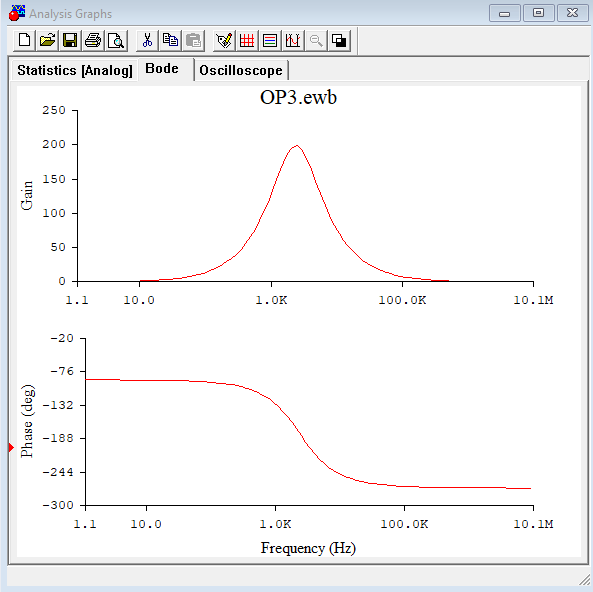 Analysis Graphs
Statistics [Analog] Bode Oscilloscope
OP3.ewb
250
200
150
100
50
0
Gain
1.1 10.0 1.0K 100.0K 10.1M
-20
-76
-132
-188
-244
-300
Phase (deg)
1.1 10.0 1.0K 100.0K 10.1M
Frequency (Hz)